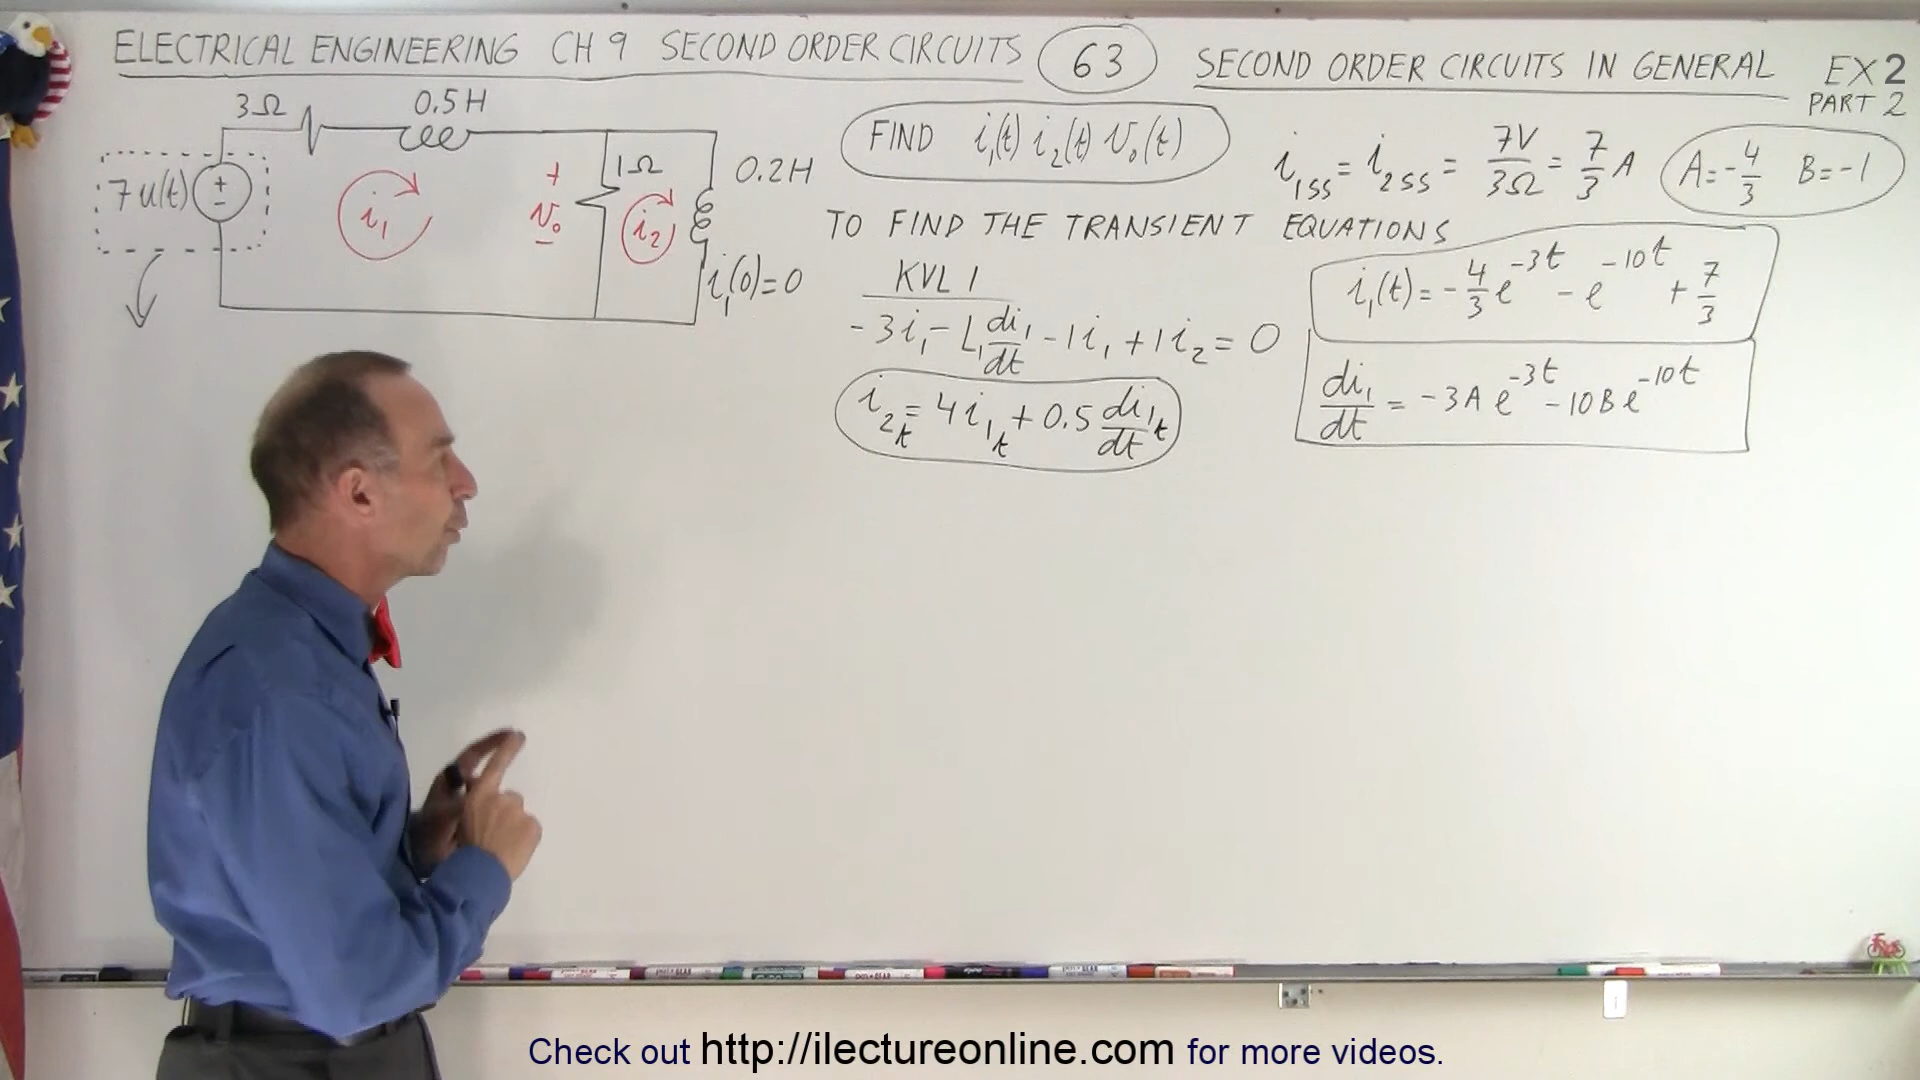 ELECTRICAL ENGINEERING CH 9 SECOND ORDER CIRCUITS 63 SECOND ORDER CIRCUITS IN GENERAL EX 2
PART 2
3Ω 0.5H
7u(t) + - i₁ + v₀ - 1Ω i₂ 0.2H
i₁(0)=0
FIND i₁(t) i₂(t) v₀(t)
i₁ss = i₂ss = 7V/3Ω = 7/3 A
A=-4/3 B=-1
TO FIND THE TRANSIENT EQUATIONS
KVL 1
-3i₁ - L₁ di₁/dt - 1i₁ + 1i₂ = 0
i₂t = 4i₁t + 0.5 di₁t/dt
i₁(t) = -4/3 e^-3t - e^-10t + 7/3
di₁/dt = -3A e^-3t - 10B e^-10t
Check out http://ilectureonline.com for more videos.